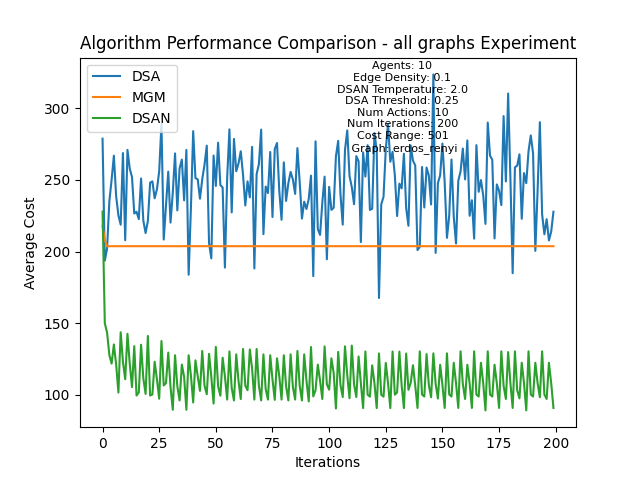 Algorithm Performance Comparison - all graphs Experiment
DSA
MGM
DSAN
Agents: 10
Edge Density: 0.1
DSAN Temperature: 2.0
DSA Threshold: 0.25
Num Actions: 10
Num Iterations: 200
Cost Range: 501
Graph: erdos_renyi
Average Cost
300
250
200
150
100
0 25 50 75 100 125 150 175 200
Iterations